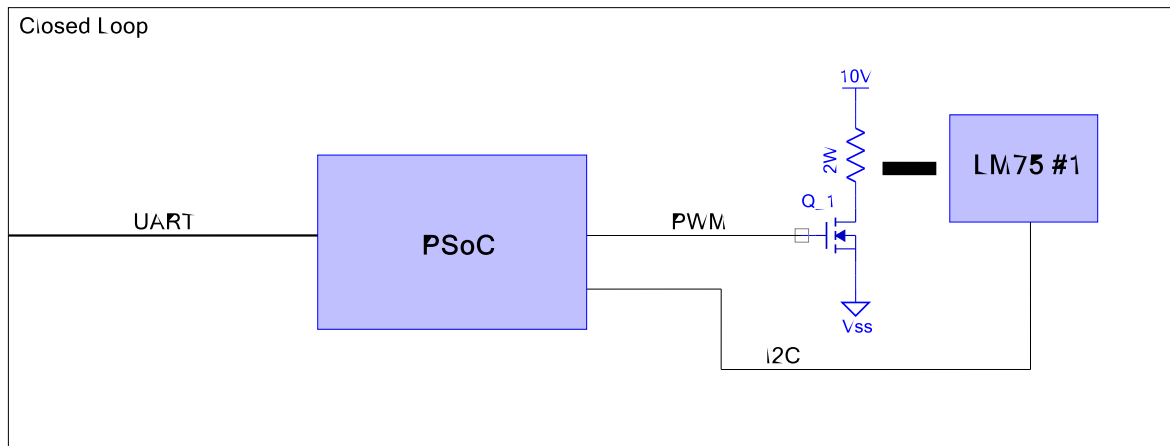 Closed Loop
10V
2W
LM75 #1
Q_1
UART
PWM
PSoC
Vss
I2C